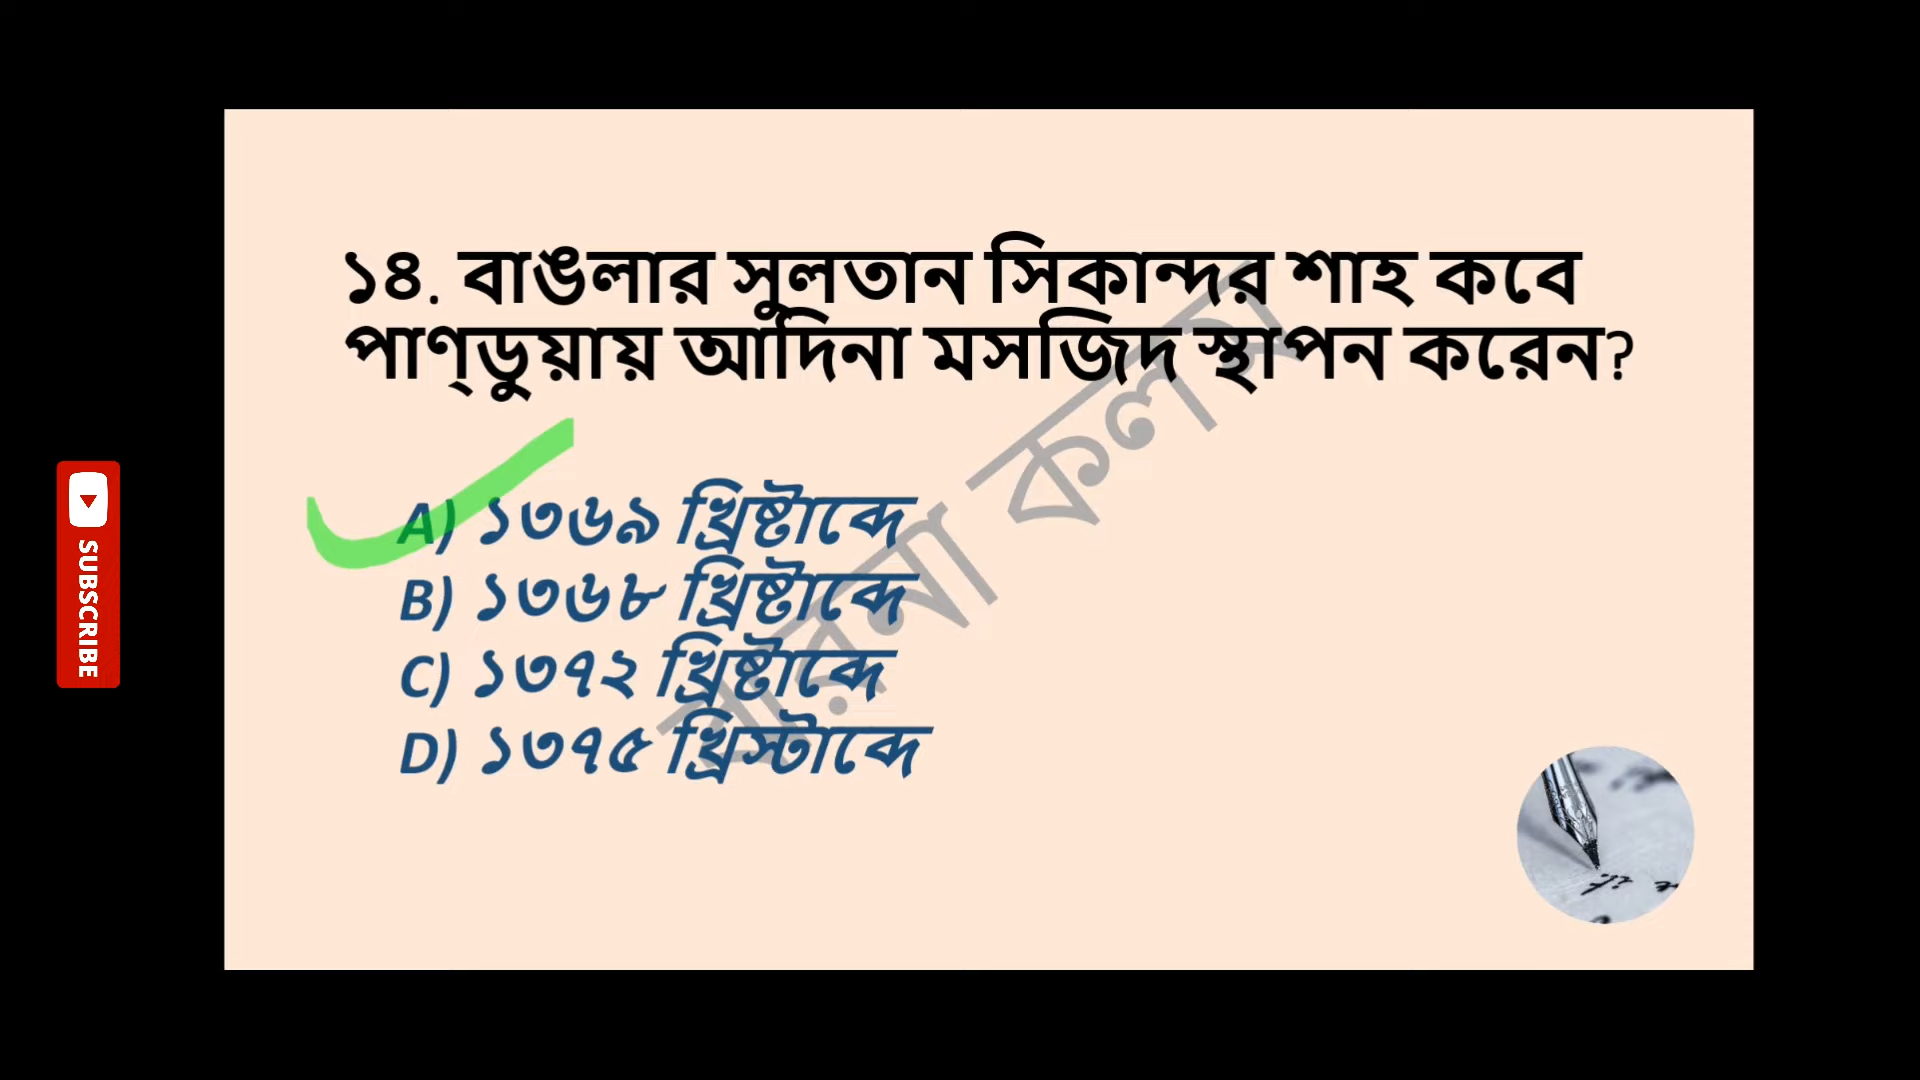 ১৪. বাঙলার সুলতান সিকান্দর শাহ কবে
পাণ্ডুয়ায় আদিনা মসজিদ স্থাপন করেন?
A) ১৩৬৯ খ্রিষ্টাব্দে
B) ১৩৬৮ খ্রিষ্টাব্দে
C) ১৩৭২ খ্রিষ্টাব্দে
D) ১৩৭৫ খ্রিস্টাব্দে
SUBSCRIBE